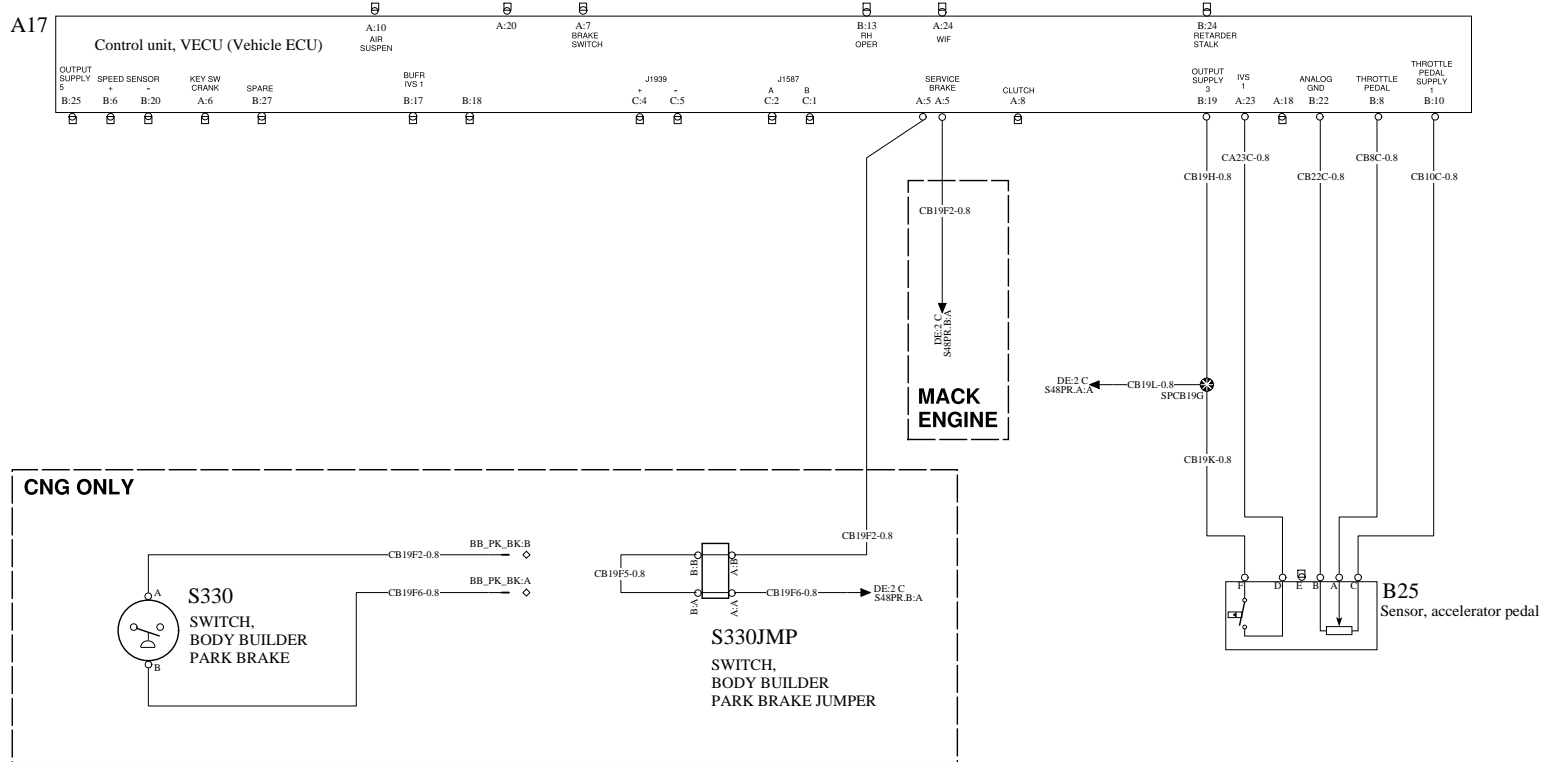 A17
A:10
AIR
SUSPEN
A:20
A:7
BRAKE
SWITCH
B:13
RH
OPER
A:24
WIF
B:24
RETARDER
STALK
Control unit, VECU (Vehicle ECU)
OUTPUT
SUPPLY
5
B:25
SPEED SENSOR
+ -
B:6 B:20
KEY SW
CRANK
A:6
SPARE
B:27
BUFR
IVS 1
B:17
B:18
J1939
+ -
C:4 C:5
J1587
A B
C:2 C:1
SERVICE
BRAKE
A:5 A:5
CLUTCH
A:8
OUTPUT
SUPPLY
3
B:19
IVS
1
A:23
A:18
ANALOG
GND
B:22
THROTTLE
PEDAL
B:8
THROTTLE
PEDAL
SUPPLY
1
B:10
CA23C-0.8
CB8C-0.8
CB19H-0.8
CB22C-0.8
CB10C-0.8
CB19F2-0.8
DE:2 C
S48PR.B:A
MACK
ENGINE
DE:2 C
S48PR.A:A
CB19L-0.8
SPCB19G
CB19K-0.8
CNG ONLY
CB19F2-0.8
BB_PK_BK:B
CB19F6-0.8
BB_PK_BK:A
A
B
S330
SWITCH,
BODY BUILDER
PARK BRAKE
CB19F5-0.8
B:B
A:B
B:A
A:A
CB19F2-0.8
CB19F6-0.8
DE:2 C
S48PR.B:A
S330JMP
SWITCH,
BODY BUILDER
PARK BRAKE JUMPER
F D E B A C
B25
Sensor, accelerator pedal